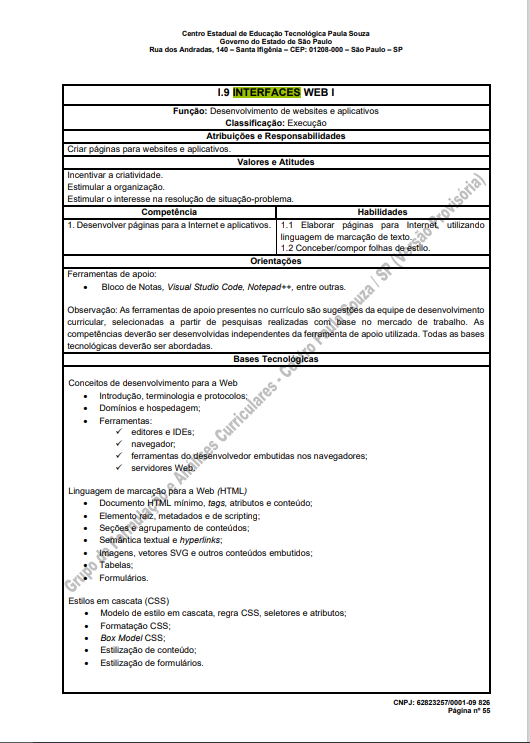 Centro Estadual de Educação Tecnológica Paula Souza
Governo do Estado de São Paulo
Rua dos Andradas, 140 – Santa Ifigênia – CEP: 01208-000 – São Paulo – SP
I.9 INTERFACES WEB I
Função: Desenvolvimento de websites e aplicativos
Classificação: Execução
Atribuições e Responsabilidades
Criar páginas para websites e aplicativos.
Valores e Atitudes
Incentivar a criatividade.
Estimular a organização.
Estimular o interesse na resolução de situação-problema.
Competência
1. Desenvolver páginas para a Internet e aplicativos.
Habilidades
1.1 Elaborar páginas para Internet, utilizando
linguagem de marcação de texto.
1.2 Conceber/compor folhas de estilo.
Orientações
Ferramentas de apoio:
• Bloco de Notas, Visual Studio Code, Notepad++, entre outras.
Observação: As ferramentas de apoio presentes no currículo são sugestões da equipe de desenvolvimento
curricular, selecionadas a partir de pesquisas realizadas com base no mercado de trabalho. As
competências deverão ser desenvolvidas independentes da ferramenta de apoio utilizada. Todas as bases
tecnológicas deverão ser abordadas.
Bases Tecnológicas
Conceitos de desenvolvimento para a Web
• Introdução, terminologia e protocolos;
• Domínios e hospedagem;
• Ferramentas:
✓ editores e IDEs;
✓ navegador;
✓ ferramentas do desenvolvedor embutidas nos navegadores;
✓ servidores Web.
Linguagem de marcação para a Web (HTML)
• Documento HTML mínimo, tags, atributos e conteúdo;
• Elemento raiz, metadados e de scripting;
• Seções e agrupamento de conteúdos;
• Semântica textual e hyperlinks;
• Imagens, vetores SVG e outros conteúdos embutidos;
• Tabelas;
• Formulários.
Estilos em cascata (CSS)
• Modelo de estilo em cascata, regra CSS, seletores e atributos;
• Formatação CSS;
• Box Model CSS;
• Estilização de conteúdo;
• Estilização de formulários.
Grupo de Formulação e Análises Curriculares - Centro Paula Souza / SP (Versão Provisória)
CNPJ: 62823257/0001-09 826
Página nº 55